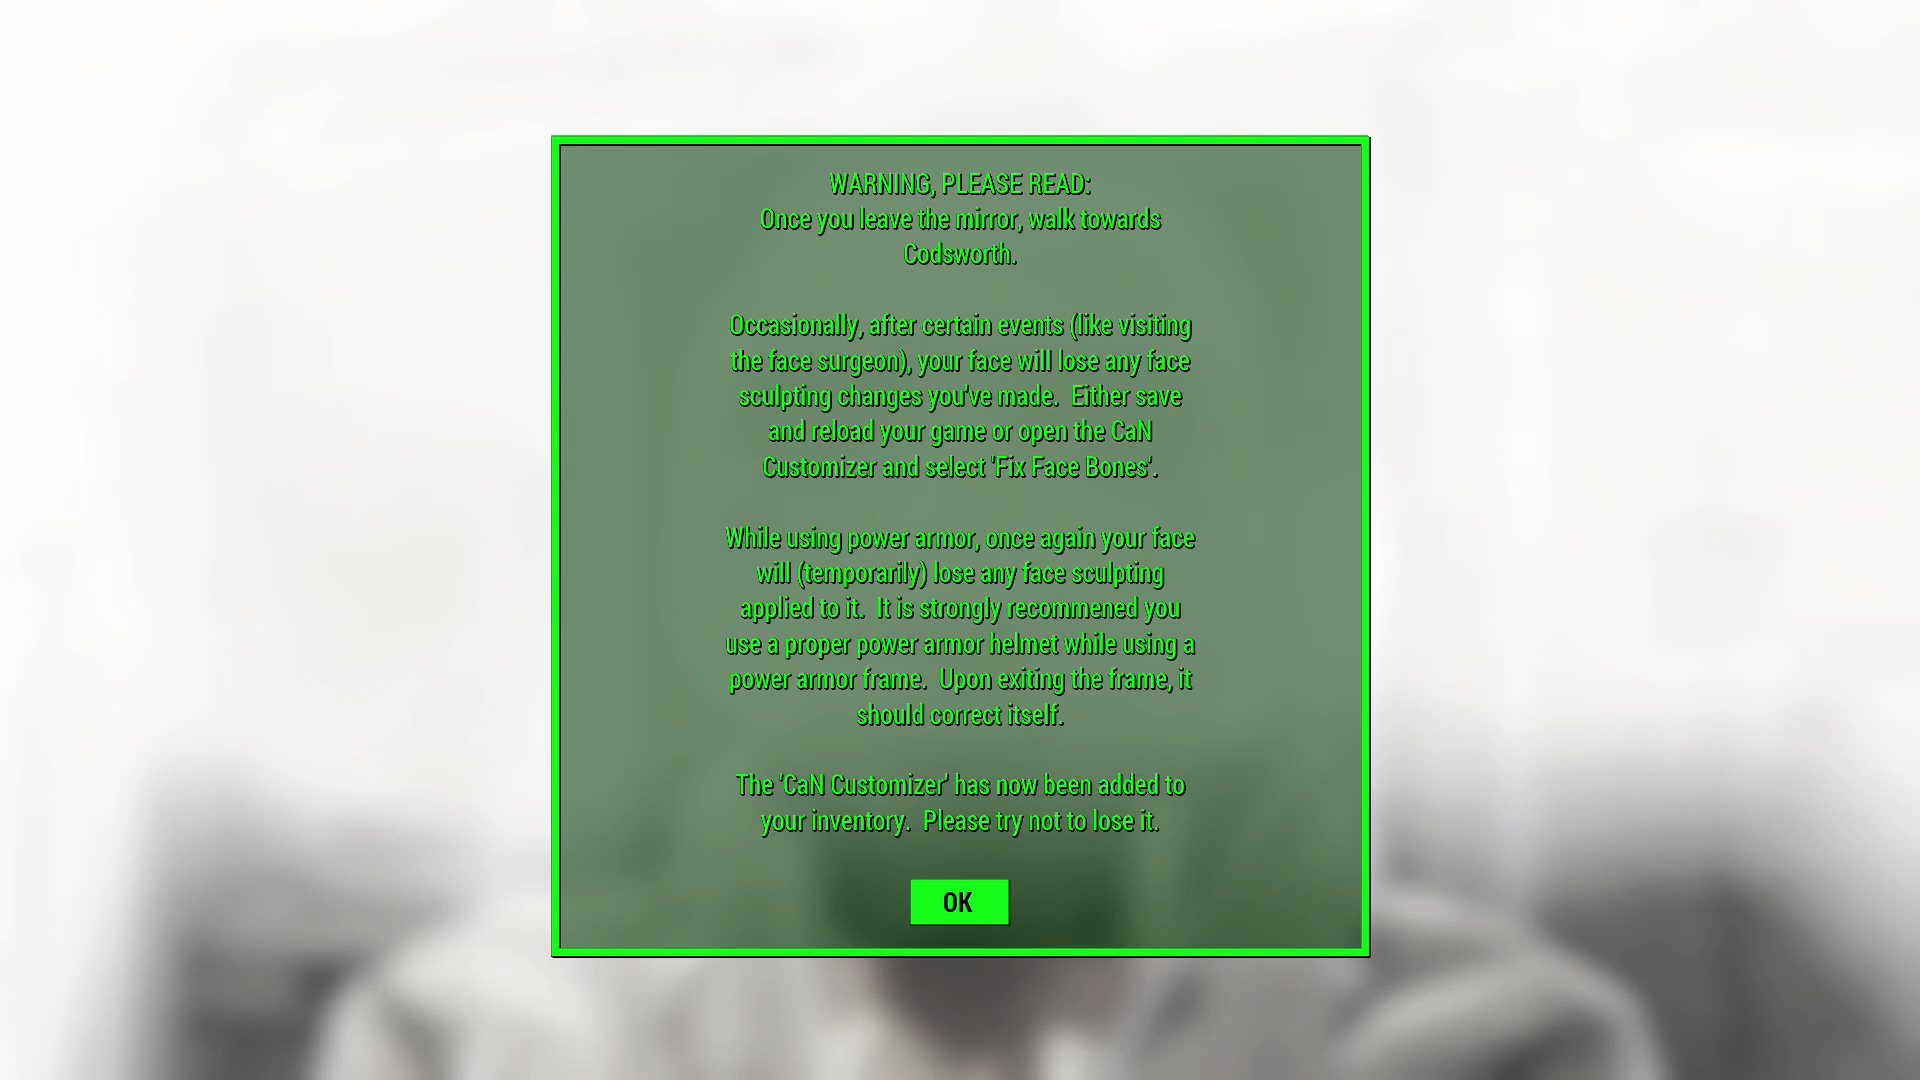 WARNING, PLEASE READ:
Once you leave the mirror, walk towards
Codsworth.
Occasionally, after certain events (like visiting
the face surgeon), your face will lose any face
sculpting changes you've made.  Either save
and reload your game or open the CaN
Customizer and select 'Fix Face Bones'.
While using power armor, once again your face
will (temporarily) lose any face sculpting
applied to it.  It is strongly recommened you
use a proper power armor helmet while using a
power armor frame.  Upon exiting the frame, it
should correct itself.
The 'CaN Customizer' has now been added to
your inventory.  Please try not to lose it.
OK